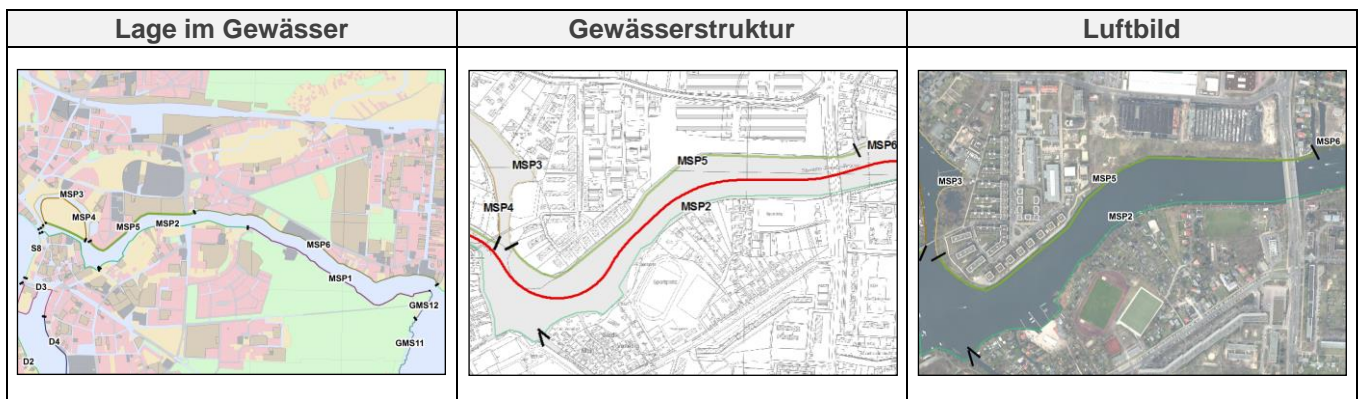 Lage im Gewässer
Gewässerstruktur
Luftbild
MSP3
MSP4
MSP5
MSP2
S8
MSP6
D3
MSP1
D4
GMS12
D2
GMS11
MSP3
MSP5
MSP6
MSP4
MSP2
MSP6
MSP3
MSP5
MSP2